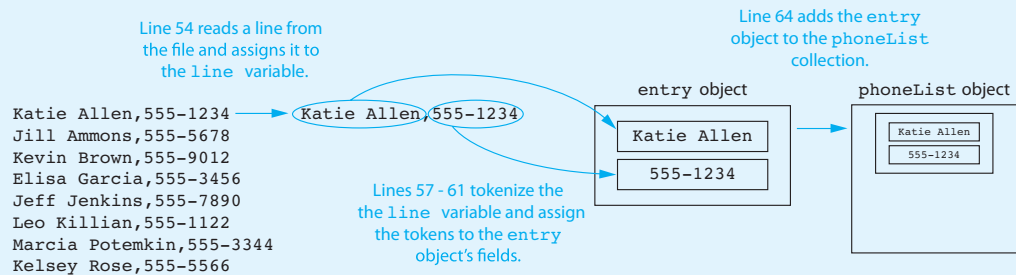 Line 54 reads a line from
the file and assigns it to
the line variable.
Line 64 adds the entry
object to the phoneList
collection.
Katie Allen,555-1234
Jill Ammons,555-5678
Kevin Brown,555-9012
Elisa Garcia,555-3456
Jeff Jenkins,555-7890
Leo Killian,555-1122
Marcia Potemkin,555-3344
Kelsey Rose,555-5566
Katie Allen,555-1234
Lines 57 - 61 tokenize the
the line variable and assign
the tokens to the entry
object's fields.
entry object
Katie Allen
555-1234
phoneList object
Katie Allen
555-1234